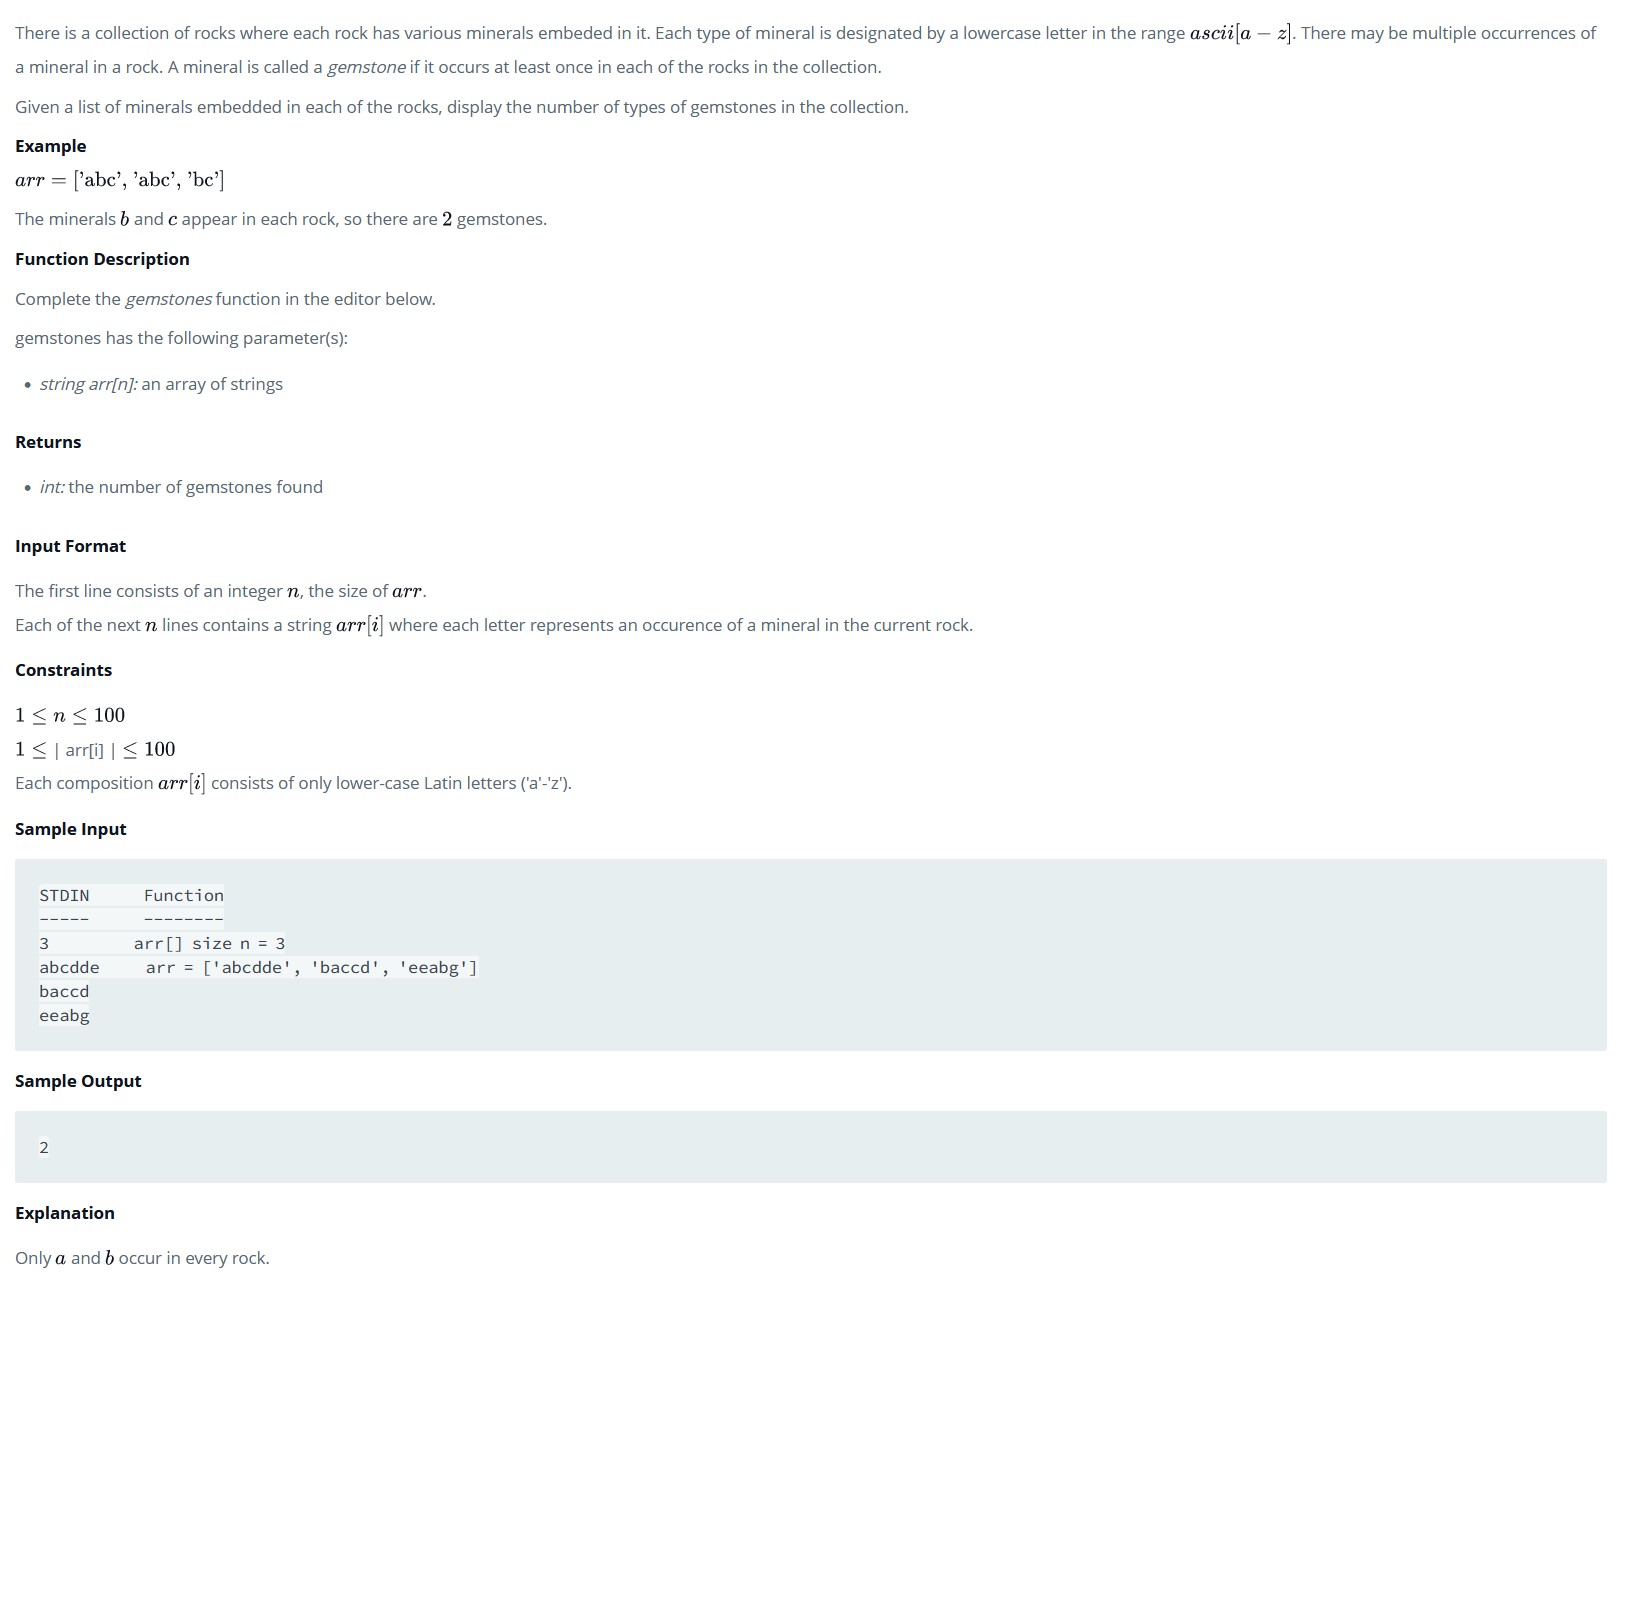 There is a collection of rocks where each rock has various minerals embeded in it. Each type of mineral is designated by a lowercase letter in the range ascii[a − z]. There may be multiple occurrences of
a mineral in a rock. A mineral is called a gemstone if it occurs at least once in each of the rocks in the collection.
Given a list of minerals embedded in each of the rocks, display the number of types of gemstones in the collection.
Example
arr = ['abc', 'abc', 'bc']
The minerals b and c appear in each rock, so there are 2 gemstones.
Function Description
Complete the gemstones function in the editor below.
gemstones has the following parameter(s):
• string arr[n]: an array of strings
Returns
• int: the number of gemstones found
Input Format
The first line consists of an integer n, the size of arr.
Each of the next n lines contains a string arr[i] where each letter represents an occurence of a mineral in the current rock.
Constraints
1 ≤ n ≤ 100
1 ≤ | arr[i] | ≤ 100
Each composition arr[i] consists of only lower-case Latin letters ('a'-'z').
Sample Input
STDIN Function
----- --------
3 arr[] size n = 3
abcdde arr = ['abcdde', 'baccd', 'eeabg']
baccd
eeabg
Sample Output
2
Explanation
Only a and b occur in every rock.